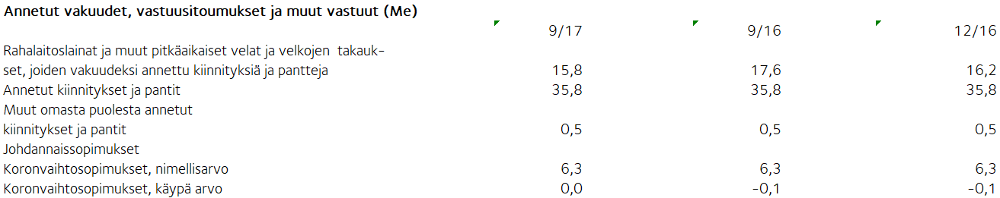 Annetut vakuudet, vastuusitoumukset ja muut vastuut (Me)
9/17 9/16 12/16
Rahalaitoslainat ja muut pitkäaikaiset velat ja velkojen takauk-
set, joiden vakuudeksi annettu kiinnityksiä ja pantteja 15,8 17,6 16,2
Annetut kiinnitykset ja pantit 35,8 35,8 35,8
Muut omasta puolesta annetut
kiinnitykset ja pantit 0,5 0,5 0,5
Johdannaissopimukset
Koronvaihtosopimukset, nimellisarvo 6,3 6,3 6,3
Koronvaihtosopimukset, käypä arvo 0,0 -0,1 -0,1